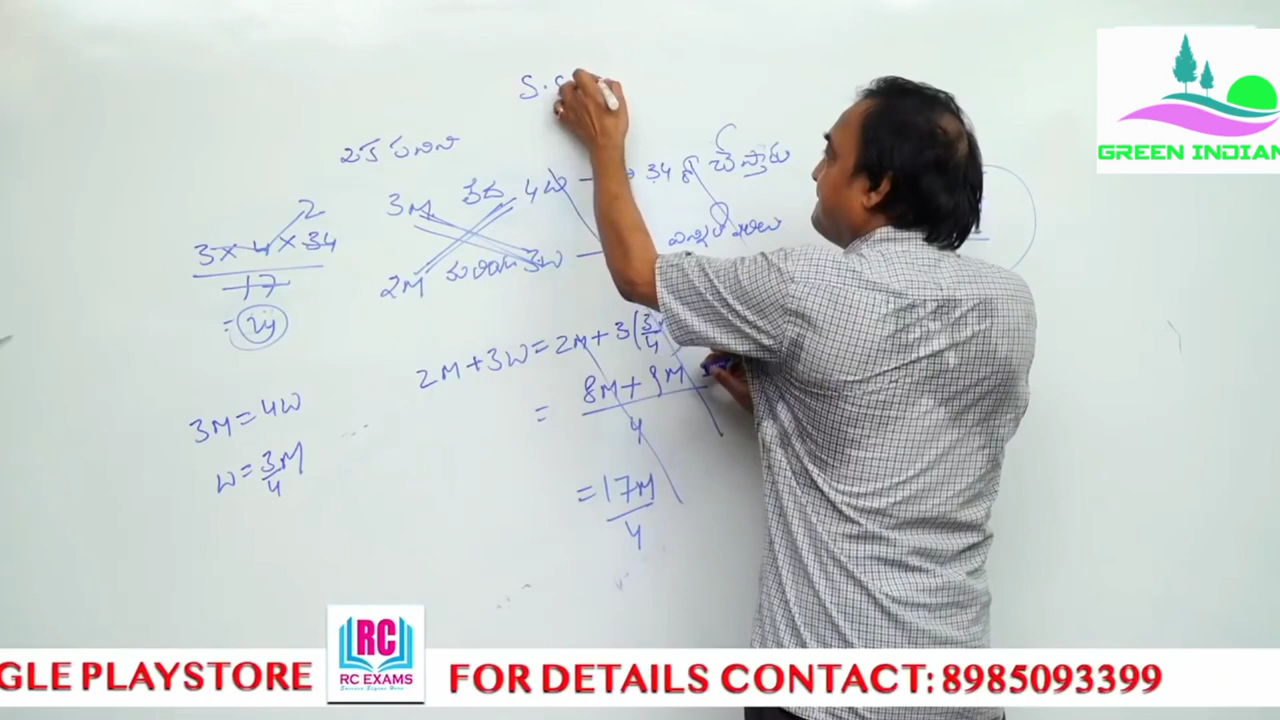 S.S
ఒక పనిని
3M లేదా 4W - 34 రో చేస్తారు
2M మరియు 3W -
3 × 4 × 34 2
17
= 24
2M + 3W = 2M + 3(3
4
= 8M + 9M
4
= 17M
4
3M = 4W
W = 3M
4
GREEN INDIAN
GLE PLAYSTORE
RC
RC EXAMS
FOR DETAILS CONTACT: 8985093399